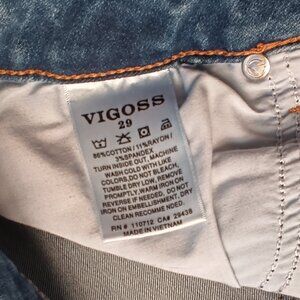 VIGOSS
29
86%COTTON/11%RAYON/
3%SPANDEX
TURN INSIDE OUT, MACHINE
WASH COLD WITH LIKE
COLORS,DO NOT BLEACH,
TUMBLE DRY LOW, REMOVE
PROMPTLY,WARM IRON ON
REVERSE IF NEEDED.DO NOT
IRON ON EMBELLISHMENT, DRY
CLEAN RECOMMENDED.
RN # 110712 CA# 29438
MADE IN VIETNAM